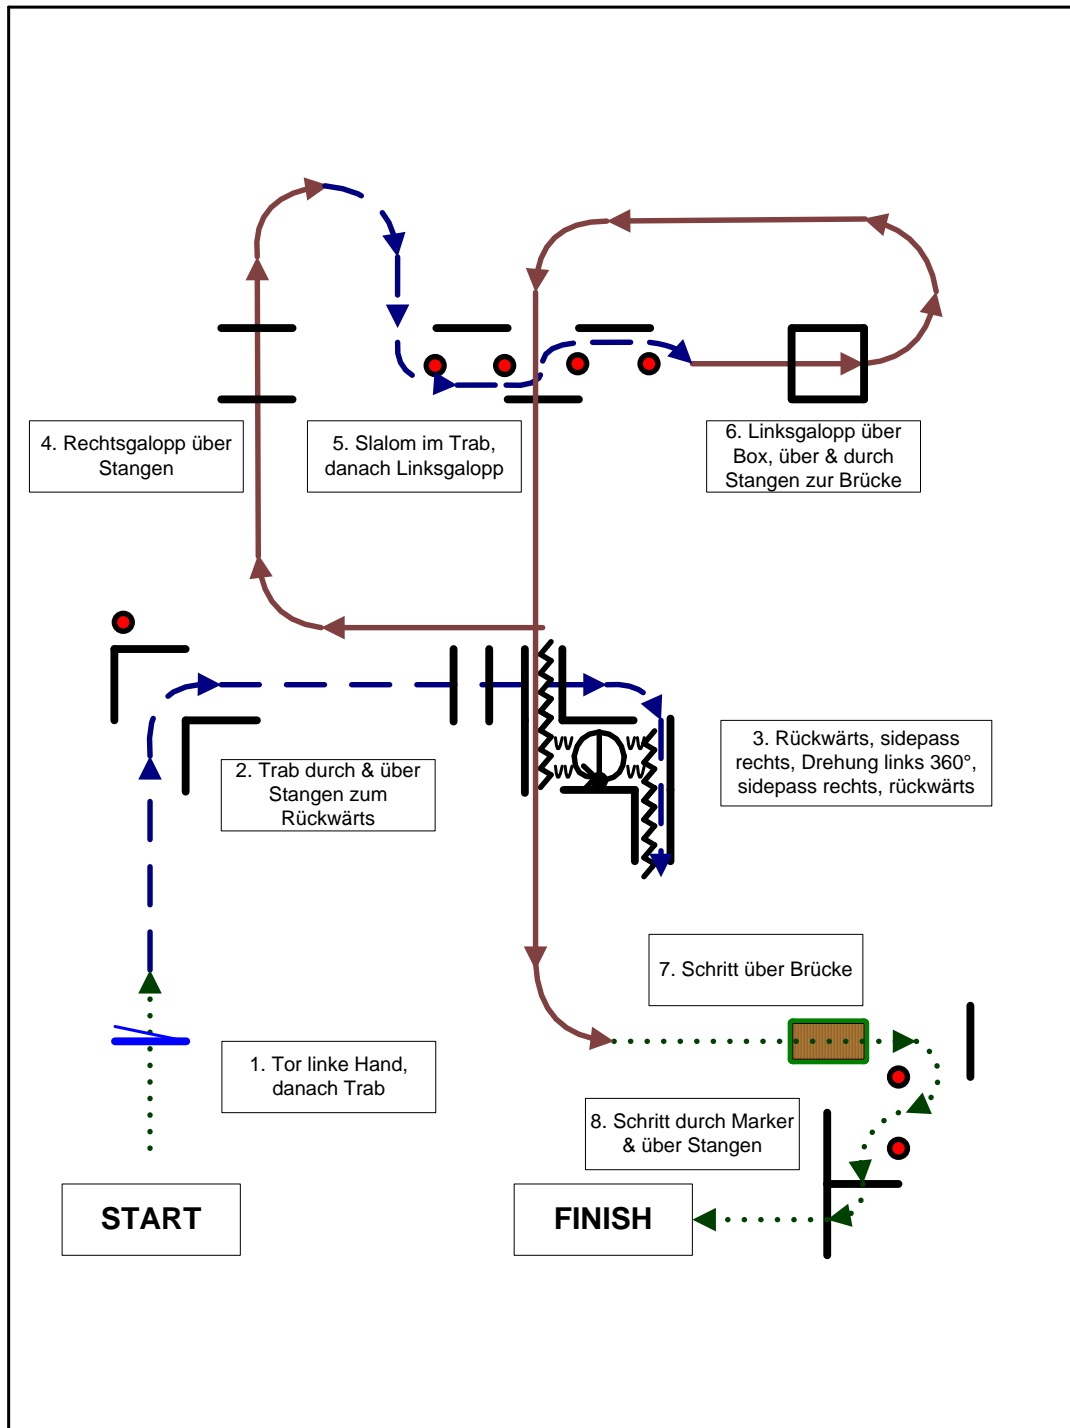 4. Rechtsgalopp über
Stangen
5. Slalom im Trab,
danach Linksgalopp
6. Linksgalopp über
Box, über & durch
Stangen zur Brücke
2. Trab durch & über
Stangen zum
Rückwärts
3. Rückwärts, sidepass
rechts, Drehung links 360°,
sidepass rechts, rückwärts
7. Schritt über Brücke
1. Tor linke Hand,
danach Trab
8. Schritt durch Marker
& über Stangen
START
FINISH